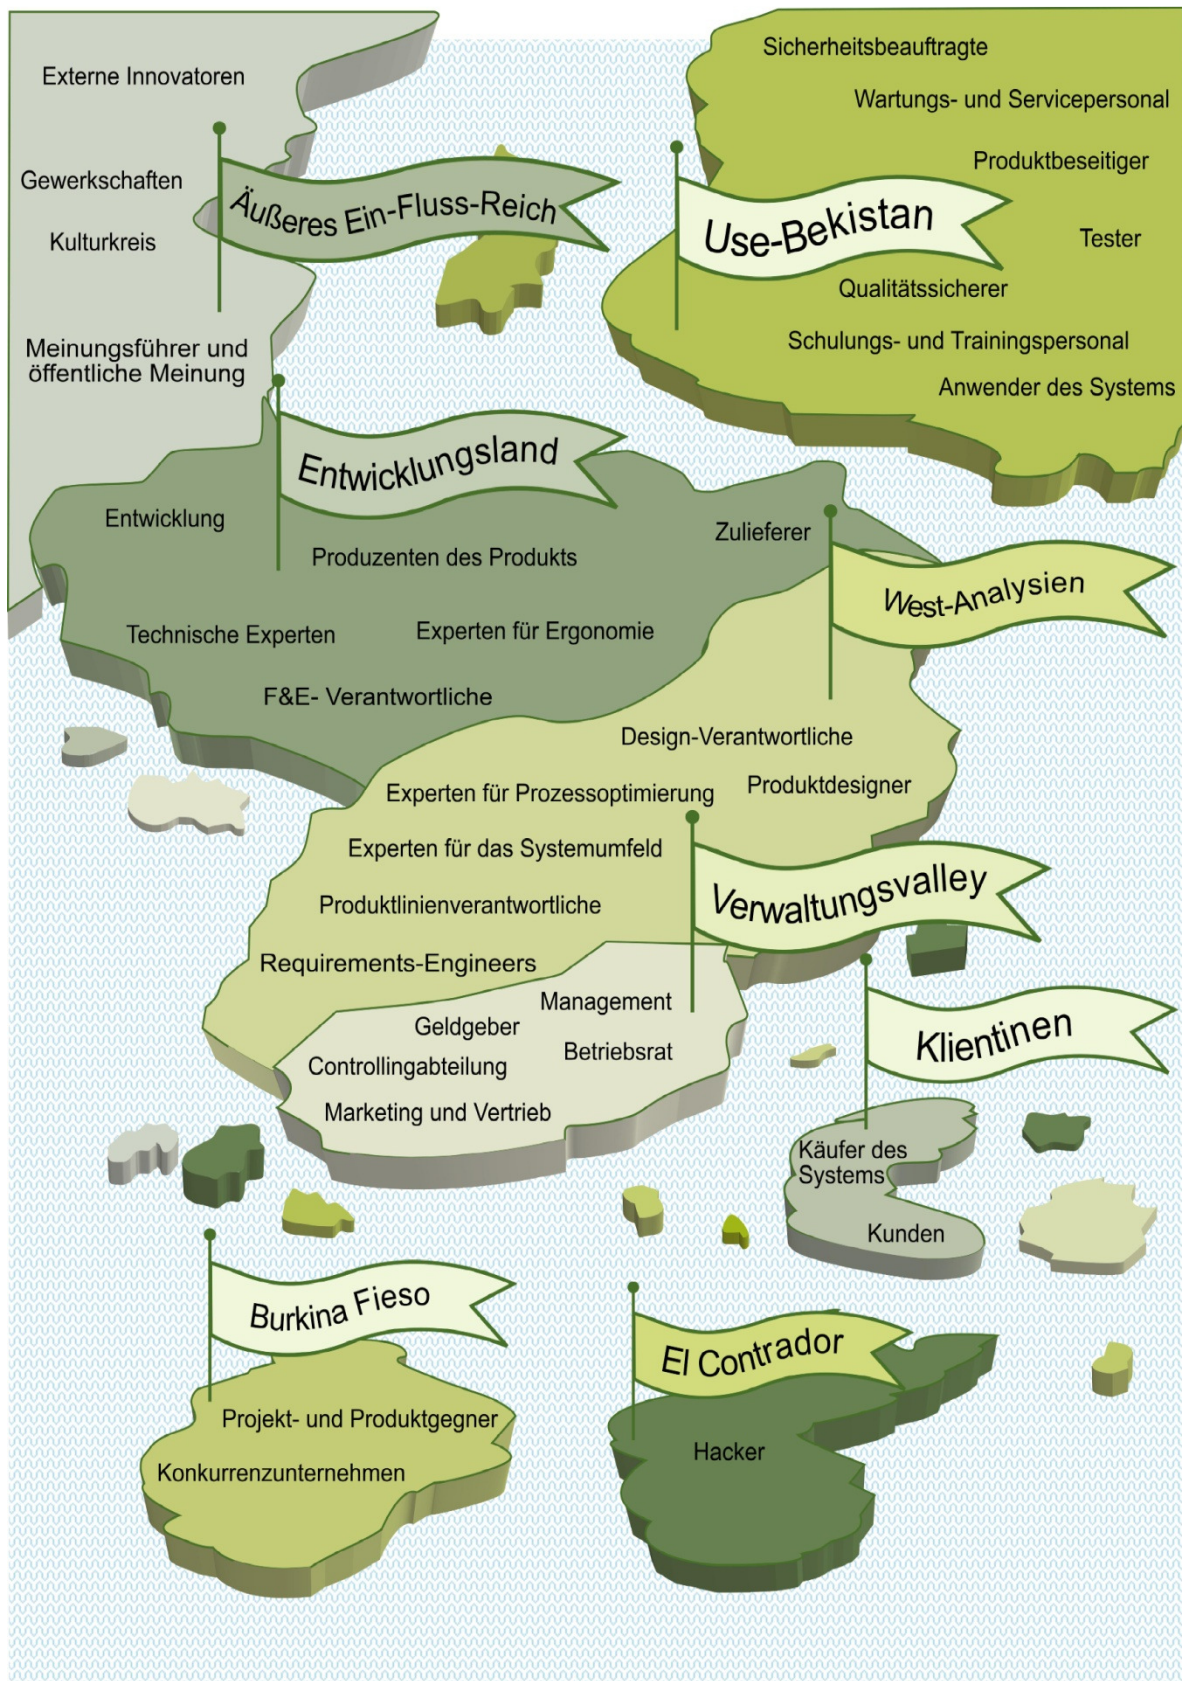 Externe Innovatoren
Gewerkschaften
Äußeres Ein-Fluss-Reich
Kulturkreis
Meinungsführer und
öffentliche Meinung
Sicherheitsbeauftragte
Wartungs- und Servicepersonal
Produktbeseitiger
Use-Bekistan
Tester
Qualitätssicherer
Schulungs- und Trainingspersonal
Anwender des Systems
Entwicklungsland
Entwicklung
Zulieferer
Produzenten des Produkts
Technische Experten
Experten für Ergonomie
F&E- Verantwortliche
West-Analysien
Design-Verantwortliche
Produktdesigner
Experten für Prozessoptimierung
Experten für das Systemumfeld
Produktlinienverantwortliche
Requirements-Engineers
Verwaltungsvalley
Management
Geldgeber
Betriebsrat
Controllingabteilung
Marketing und Vertrieb
Klientinen
Käufer des
Systems
Kunden
Burkina Fieso
Projekt- und Produktgegner
Konkurrenzunternehmen
El Contrador
Hacker